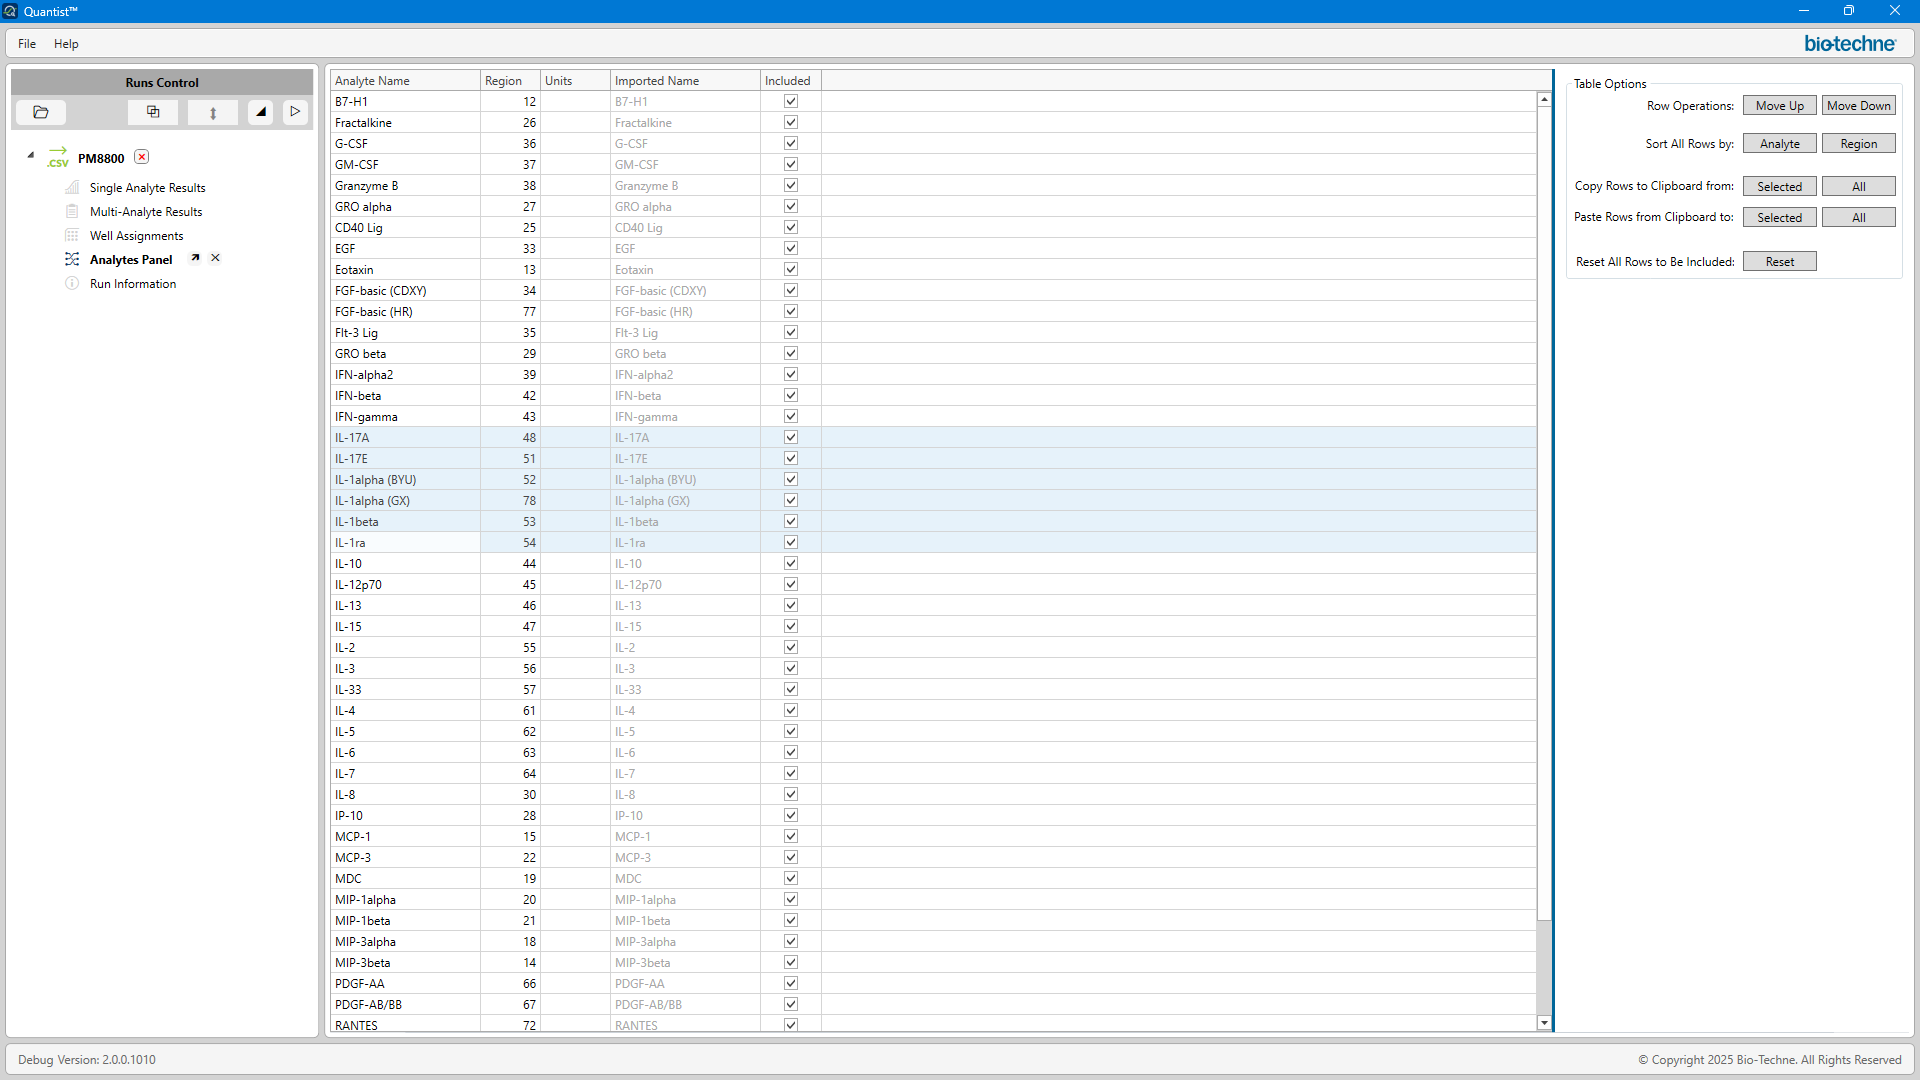 Quantist™
File Help
bio-techne
Runs Control
.CSV PM8800
Single Analyte Results
Multi-Analyte Results
Well Assignments
Analytes Panel
Run Information
Analyte Name Region Units Imported Name Included
B7-H1 12 B7-H1
Fractalkine 26 Fractalkine
G-CSF 36 G-CSF
GM-CSF 37 GM-CSF
Granzyme B 38 Granzyme B
GRO alpha 27 GRO alpha
CD40 Lig 25 CD40 Lig
EGF 33 EGF
Eotaxin 13 Eotaxin
FGF-basic (CDXY) 34 FGF-basic (CDXY)
FGF-basic (HR) 77 FGF-basic (HR)
Flt-3 Lig 35 Flt-3 Lig
GRO beta 29 GRO beta
IFN-alpha2 39 IFN-alpha2
IFN-beta 42 IFN-beta
IFN-gamma 43 IFN-gamma
IL-17A 48 IL-17A
IL-17E 51 IL-17E
IL-1alpha (BYU) 52 IL-1alpha (BYU)
IL-1alpha (GX) 78 IL-1alpha (GX)
IL-1beta 53 IL-1beta
IL-1ra 54 IL-1ra
IL-10 44 IL-10
IL-12p70 45 IL-12p70
IL-13 46 IL-13
IL-15 47 IL-15
IL-2 55 IL-2
IL-3 56 IL-3
IL-33 57 IL-33
IL-4 61 IL-4
IL-5 62 IL-5
IL-6 63 IL-6
IL-7 64 IL-7
IL-8 30 IL-8
IP-10 28 IP-10
MCP-1 15 MCP-1
MCP-3 22 MCP-3
MDC 19 MDC
MIP-1alpha 20 MIP-1alpha
MIP-1beta 21 MIP-1beta
MIP-3alpha 18 MIP-3alpha
MIP-3beta 14 MIP-3beta
PDGF-AA 66 PDGF-AA
PDGF-AB/BB 67 PDGF-AB/BB
RANTES 72 RANTES
Table Options
Row Operations: Move Up Move Down
Sort All Rows by: Analyte Region
Copy Rows to Clipboard from: Selected All
Paste Rows from Clipboard to: Selected All
Reset All Rows to Be Included: Reset
Debug Version: 2.0.0.1010
© Copyright 2025 Bio-Techne. All Rights Reserved